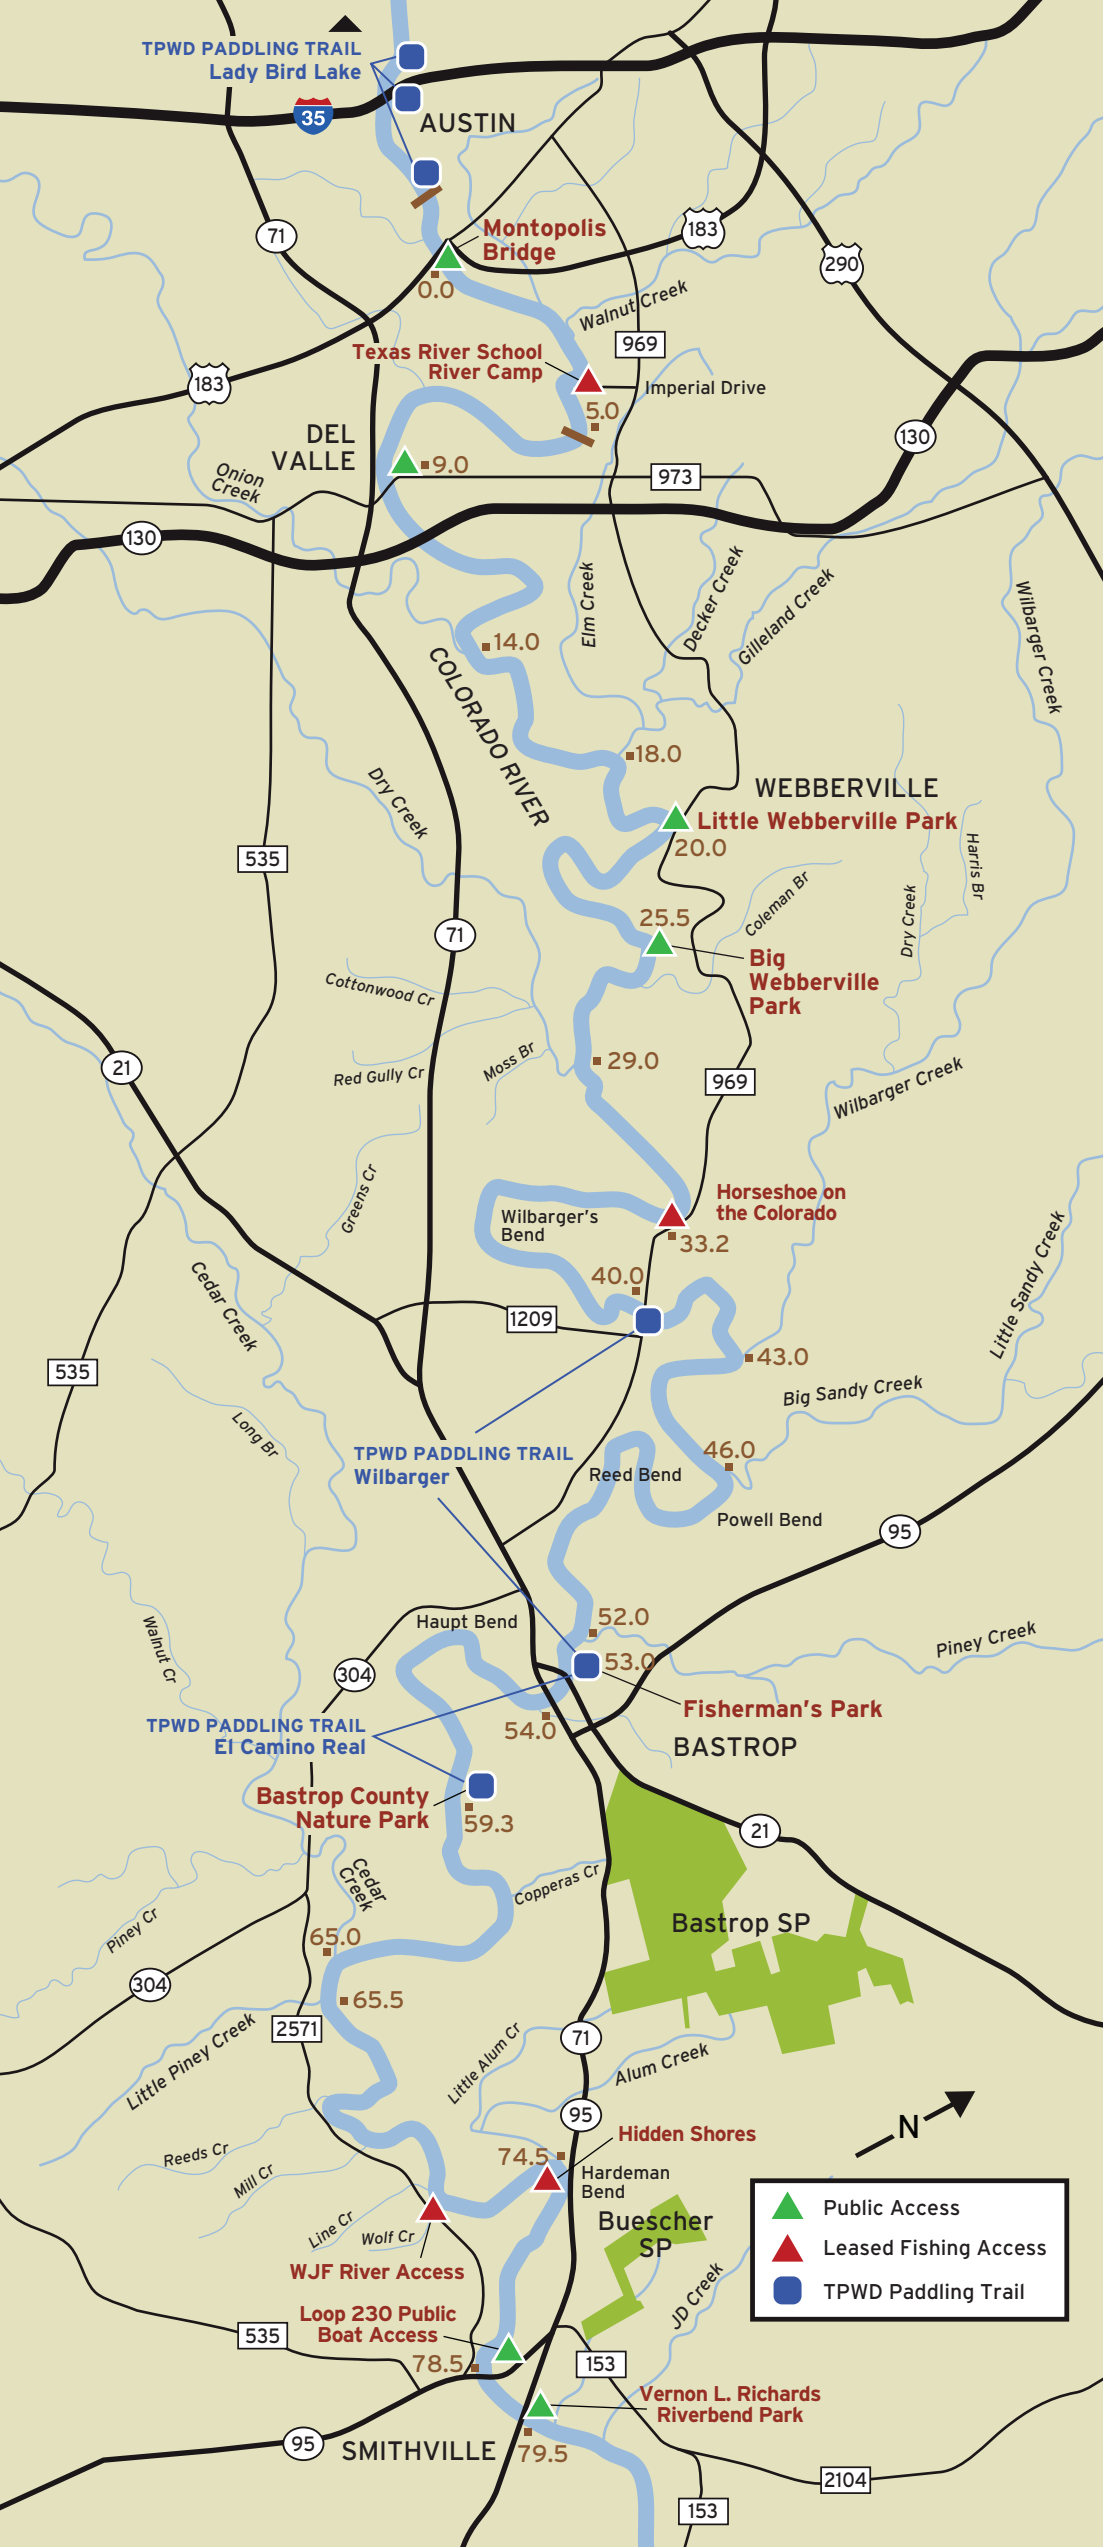 TPWD PADDLING TRAIL
Lady Bird Lake
35
AUSTIN
71
Montopolis
Bridge
183
290
0.0
Walnut Creek
969
Texas River School
River Camp
Imperial Drive
183
5.0
130
DEL
VALLE
9.0
973
Onion
Creek
130
Elm Creek
Decker Creek
Gilleland Creek
Wilbarger Creek
14.0
COLORADO RIVER
18.0
Dry Creek
WEBBERVILLE
Little Webberville Park
20.0
535
Harris Br
Coleman Br
Dry Creek
25.5
71
Big
Webberville
Park
Cottonwood Cr
21
Red Gully Cr
Moss Br
29.0
969
Wilbarger Creek
Greens Cr
Horseshoe on
the Colorado
Wilbarger's
Bend
33.2
Little Sandy Creek
Cedar Creek
40.0
1209
43.0
535
Big Sandy Creek
Long Br
TPWD PADDLING TRAIL
Wilbarger
46.0
Reed Bend
Powell Bend
95
Walnut Cr
Haupt Bend
52.0
Piney Creek
304
53.0
Fisherman's Park
TPWD PADDLING TRAIL
El Camino Real
54.0
BASTROP
Bastrop County
Nature Park
59.3
21
Cedar
Creek
Copperas Cr
Piney Cr
Bastrop SP
65.0
304
65.5
2571
71
Little Piney Creek
Little Alum Cr
Alum Creek
95
N
Hidden Shores
74.5
Reeds Cr
Mill Cr
Hardeman
Bend
Line Cr
Wolf Cr
Buescher
SP
Public Access
Leased Fishing Access
TPWD Paddling Trail
WJF River Access
JD Creek
Loop 230 Public
Boat Access
535
78.5
153
Vernon L. Richards
Riverbend Park
95
SMITHVILLE
79.5
2104
153